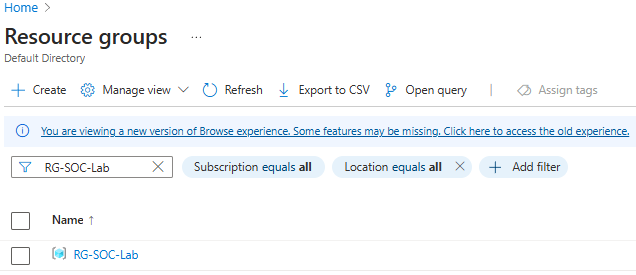 Home
Resource groups ...
Default Directory
Create Manage view Refresh Export to CSV Open query Assign tags
You are viewing a new version of Browse experience. Some features may be missing. Click here to access the old experience.
RG-SOC-Lab Subscription equals all Location equals all Add filter
Name ↑
RG-SOC-Lab